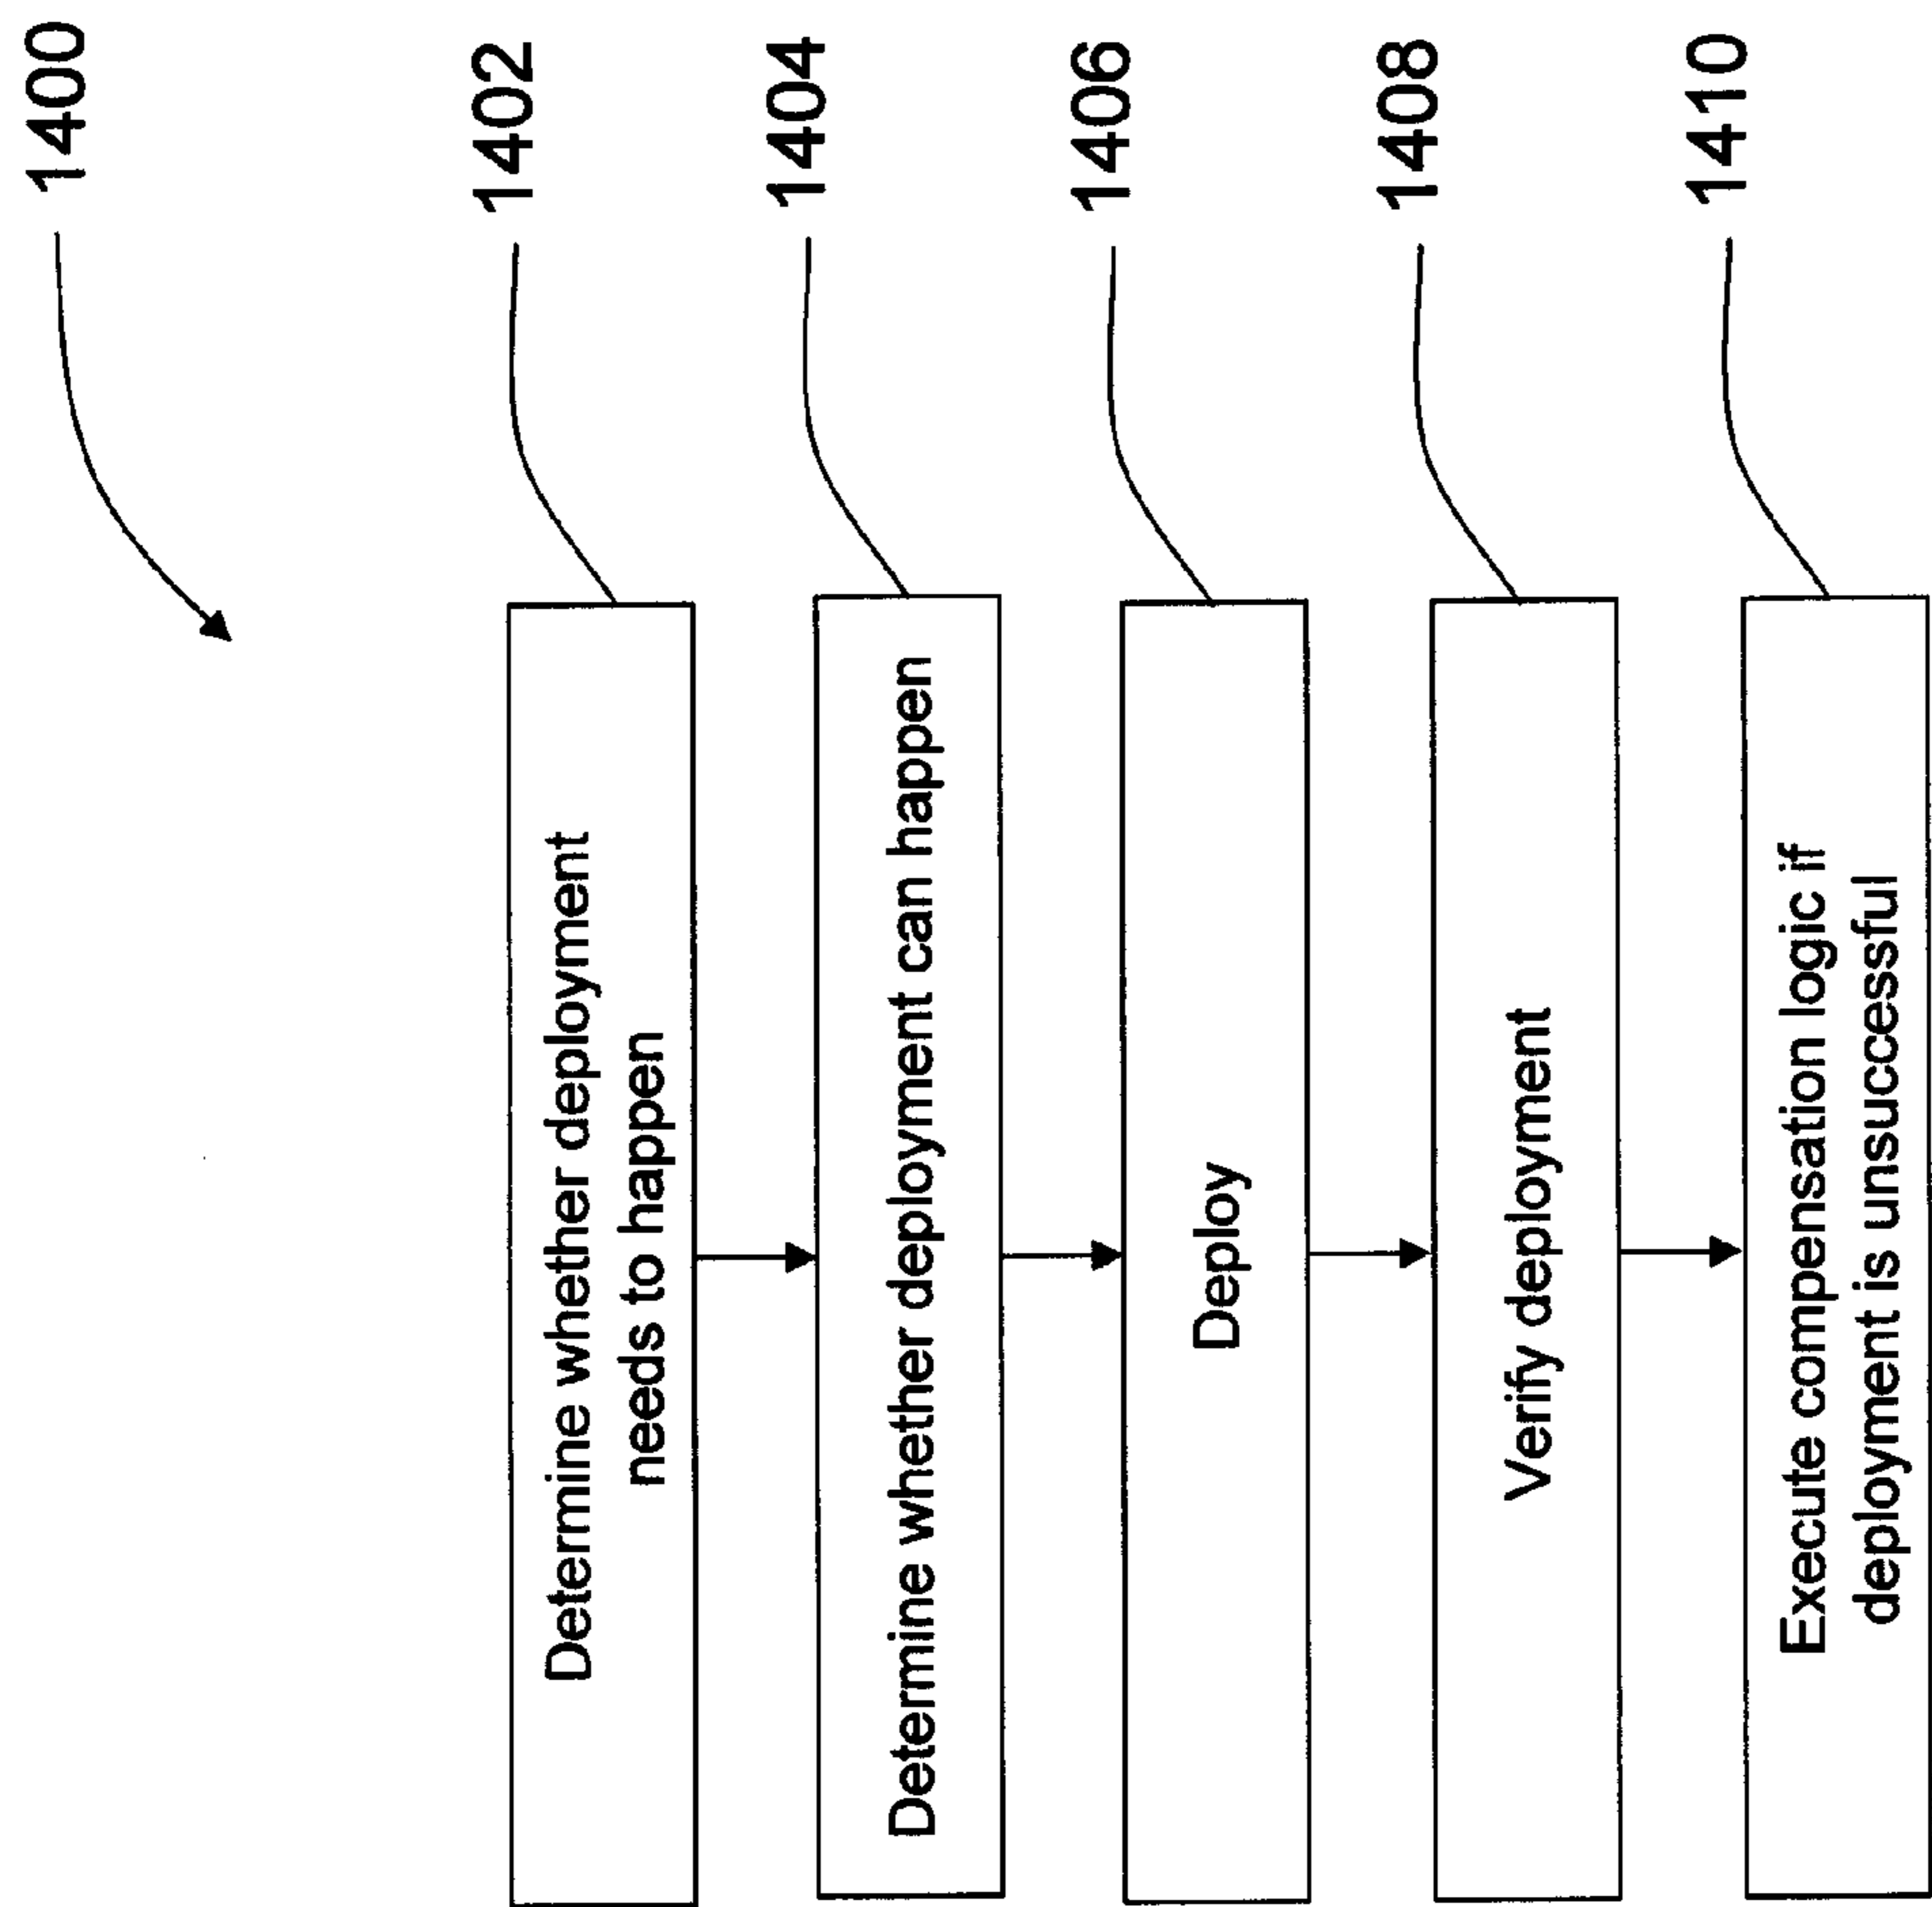 1400
Determine whether deployment
needs to happen
1402
Determine whether deployment can happen
1404
Deploy
1406
Verify deployment
1408
Execute compensation logic if
deployment is unsuccessful
1410